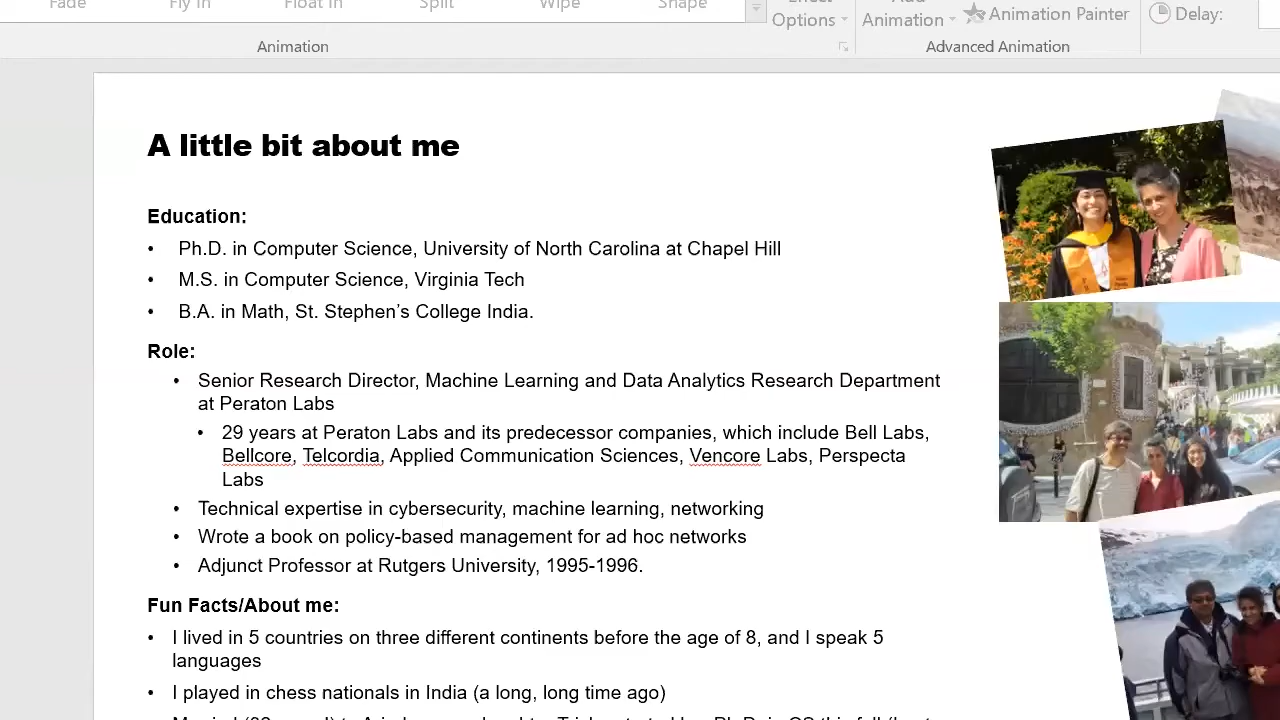 Fade Fly In Float In Split Wipe Shape
Effect
Options
Add
Animation
Animation Painter
Delay:
Animation
Advanced Animation
A little bit about me
Education:
• Ph.D. in Computer Science, University of North Carolina at Chapel Hill
• M.S. in Computer Science, Virginia Tech
• B.A. in Math, St. Stephen's College India.
Role:
• Senior Research Director, Machine Learning and Data Analytics Research Department
at Peraton Labs
• 29 years at Peraton Labs and its predecessor companies, which include Bell Labs,
Bellcore, Telcordia, Applied Communication Sciences, Vencore Labs, Perspecta
Labs
• Technical expertise in cybersecurity, machine learning, networking
• Wrote a book on policy-based management for ad hoc networks
• Adjunct Professor at Rutgers University, 1995-1996.
Fun Facts/About me:
• I lived in 5 countries on three different continents before the age of 8, and I speak 5
languages
• I played in chess nationals in India (a long, long time ago)